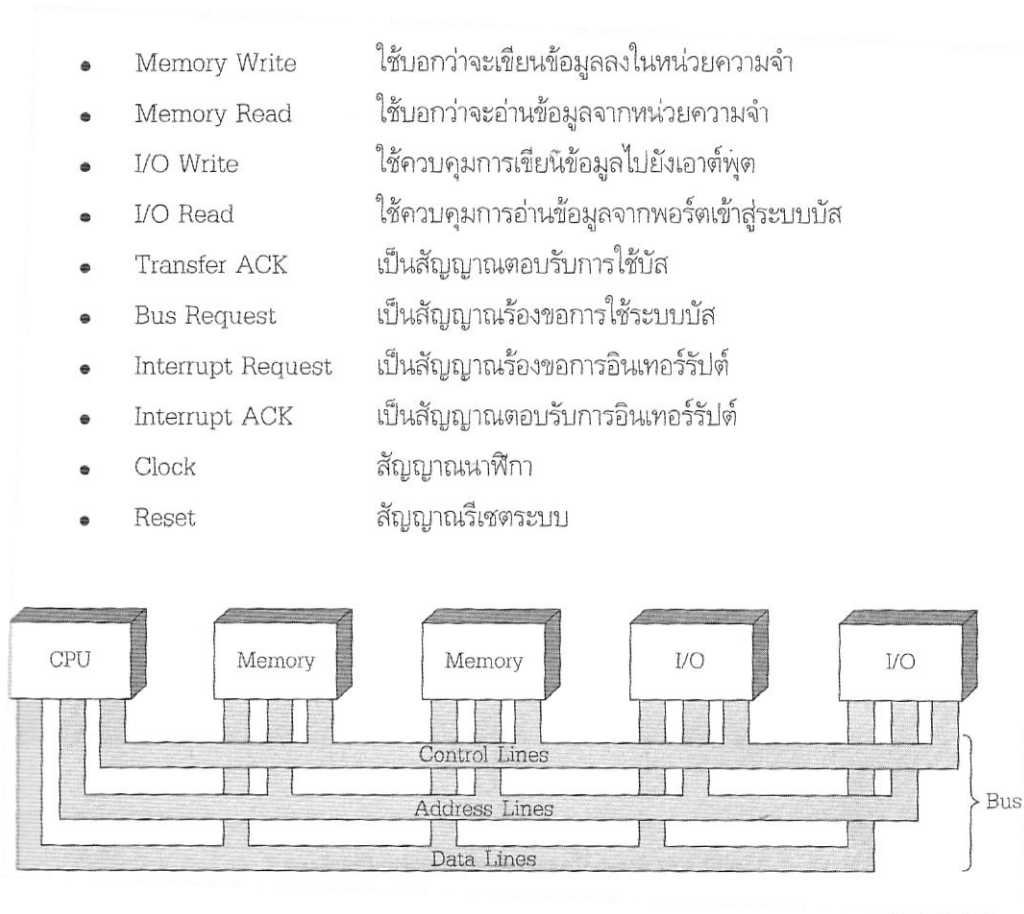 • Memory Write ใช้บอกว่าจะเขียนข้อมูลลงในหน่วยความจำ
• Memory Read ใช้บอกว่าจะอ่านข้อมูลจากหน่วยความจำ
• I/O Write ใช้ควบคุมการเขียนข้อมูลไปยังเอาต์พุต
• I/O Read ใช้ควบคุมการอ่านข้อมูลจากพอร์ตเข้าสู่ระบบบัส
• Transfer ACK เป็นสัญญาณตอบรับการใช้บัส
• Bus Request เป็นสัญญาณร้องขอการใช้ระบบบัส
• Interrupt Request เป็นสัญญาณร้องขอการอินเทอร์รัปต์
• Interrupt ACK เป็นสัญญาณตอบรับการอินเทอร์รัปต์
• Clock สัญญาณนาฬิกา
• Reset สัญญาณรีเซตระบบ
CPU Memory Memory I/O I/O
Control Lines
Address Lines
Bus
Data Lines